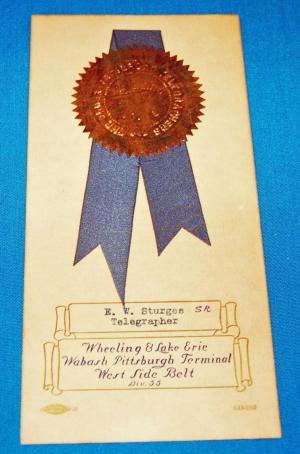 E. W. Sturges SR
Telegrapher
Wheeling & Lake Erie
Wabash Pittsburgh Terminal
West Side Belt
Div. 55